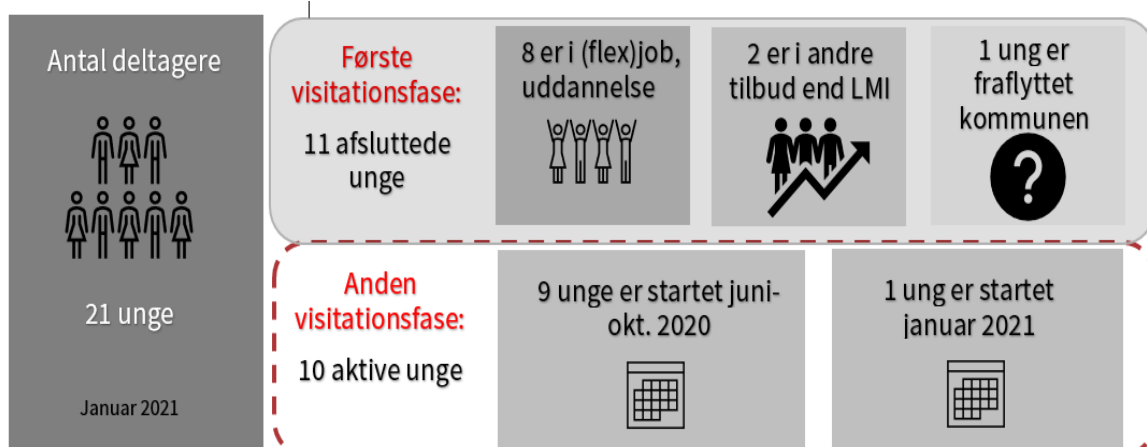 Antal deltagere
21 unge
Januar 2021
Første
visitationsfase:
11 afsluttede
unge
8 er i (flex)job,
uddannelse
2 er i andre
tilbud end LMI
1 ung er
fraflyttet
kommunen
?
Anden
visitationsfase:
10 aktive unge
9 unge er startet juni-
okt. 2020
1 ung er startet
januar 2021